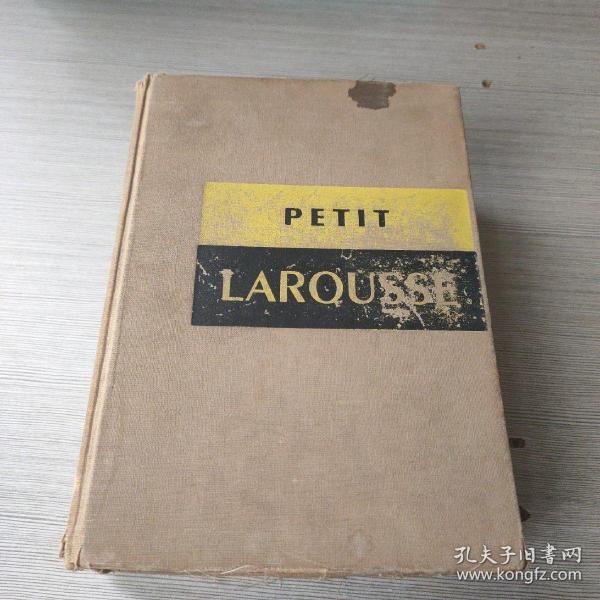 PETIT
LAROUSSE
孔夫子旧书网
www.kongfz.com